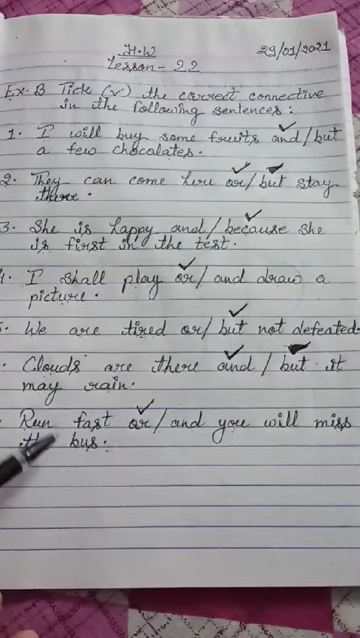 H.W 29/01/2021
Lesson - 22
Ex. B Tick (✓) the correct connective
in the following sentences:
1. I will buy some fruits and/but
a few chocolates.
2. They can come here or/but stay
there.
3. She is happy and/because she
is first in the test.
4. I shall play or/and draw a
picture.
We are tired or/but not defeated.
Clouds are there and/but it
may rain.
Run fast or/and you will miss
the bus.